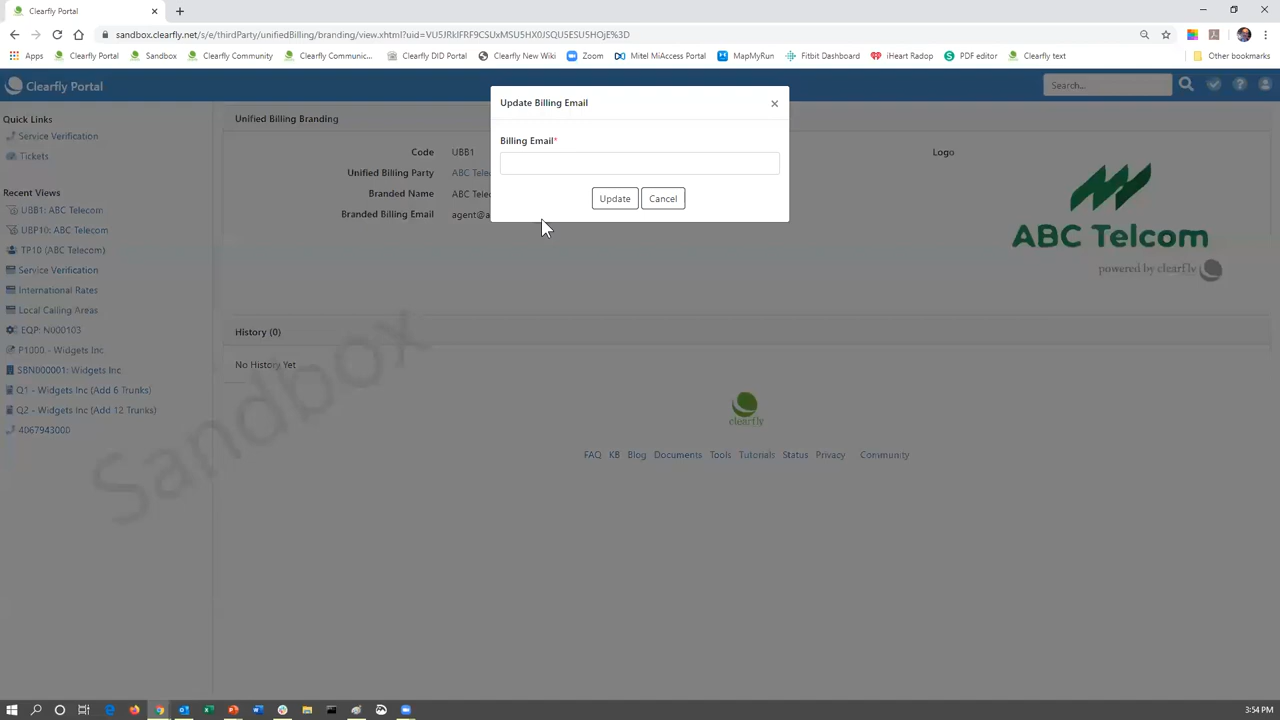 Clearfly Portal
sandbox.clearfly.net/s/e/thirdParty/unifiedBilling/branding/view.xhtml?uid=VU5JRklFRF9CSUxMSU5HX0JSQU5ESU5HOjE%3D
Apps Clearfly Portal Sandbox Clearfly Community Clearfly Communic... Clearfly DID Portal Clearfly New Wiki Zoom Mitel MiAccess Portal MapMyRun Fitbit Dashboard iHeart Radop PDF editor Clearfly text Other bookmarks
Clearfly Portal
Search...
Update Billing Email
Billing Email*
Update Cancel
Quick Links
Service Verification
Tickets
Recent Views
UBB1: ABC Telecom
UBP10: ABC Telecom
TP10 (ABC Telecom)
Service Verification
International Rates
Local Calling Areas
EQP: N000103
P1000 - Widgets Inc
SBN000001: Widgets Inc
Q1 - Widgets Inc (Add 6 Trunks)
Q2 - Widgets Inc (Add 12 Trunks)
4067943000
Unified Billing Branding
Code UBB1
Unified Billing Party ABC Tele
Branded Name ABC Tele
Branded Billing Email agent@a
Logo
ABC Telcom
powered by clearfly
History (0)
No History Yet
Sandbox
clearfly
FAQ KB Blog Documents Tools Tutorials Status Privacy Community
3:54 PM